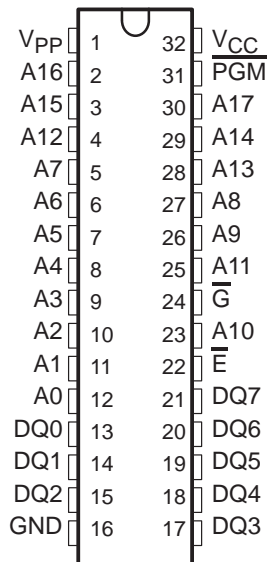 VPP 1 32 VCC
A16 2 31 P̅G̅M̅
A15 3 30 A17
A12 4 29 A14
A7 5 28 A13
A6 6 27 A8
A5 7 26 A9
A4 8 25 A11
A3 9 24 G̅
A2 10 23 A10
A1 11 22 E̅
A0 12 21 DQ7
DQ0 13 20 DQ6
DQ1 14 19 DQ5
DQ2 15 18 DQ4
GND 16 17 DQ3